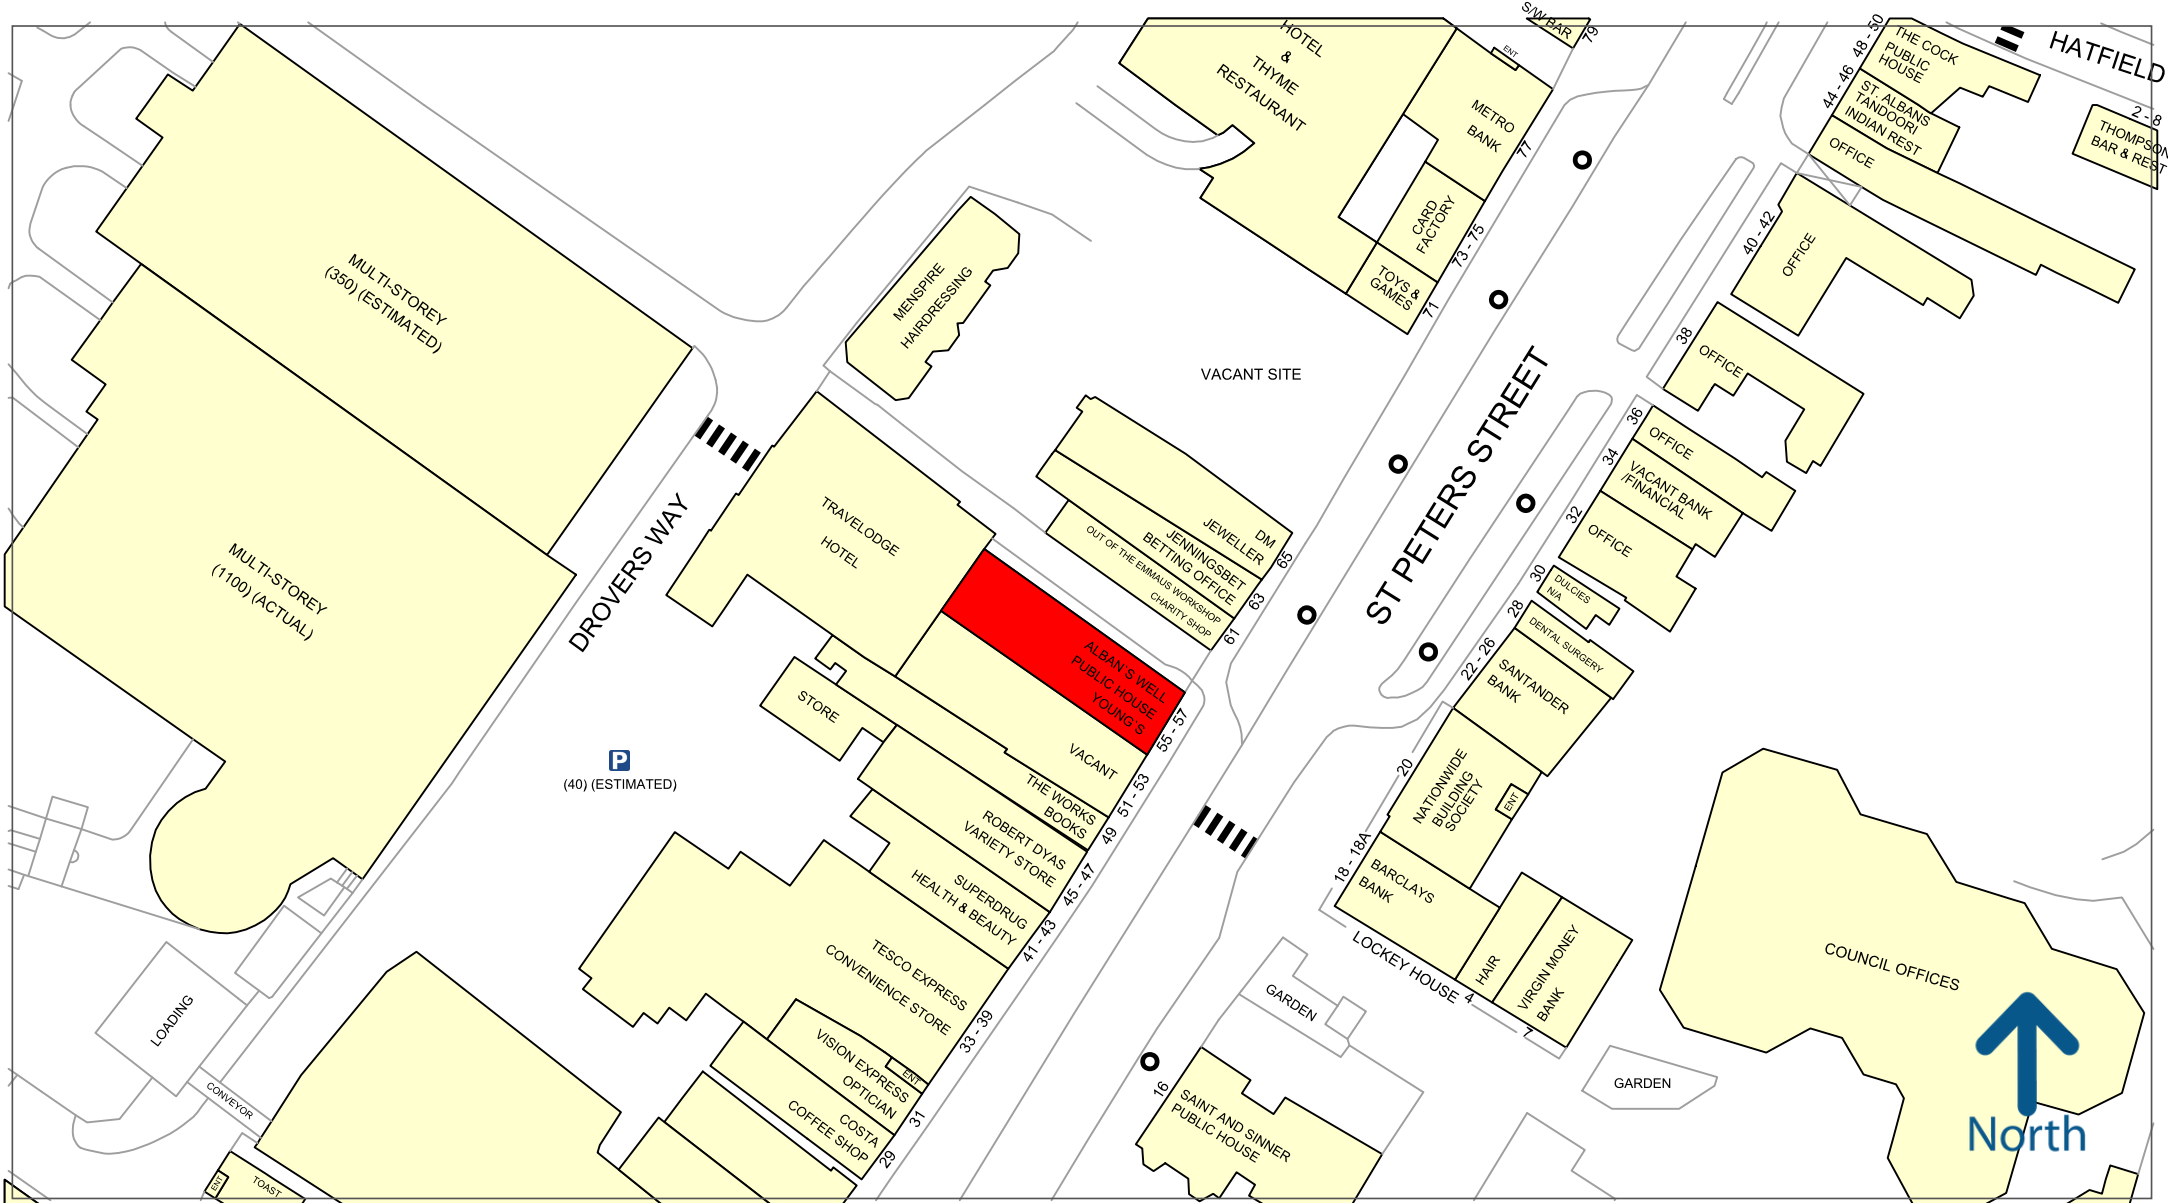 S/W BAR
79
HOTEL
&
THYME
RESTAURANT
ENT
METRO
BANK
77
CARD
FACTORY
73 - 75
TOYS &
GAMES
71
48 - 50
THE COCK
PUBLIC
HOUSE
HATFIELD
44 - 46
ST. ALBANS
TANDOORI
INDIAN REST
OFFICE
2 - 8
THOMPSON
BAR & REST
40 - 42
OFFICE
38
OFFICE
MULTI-STOREY
(350) (ESTIMATED)
MENSPIRE
HAIRDRESSING
VACANT SITE
ST PETERS STREET
36
OFFICE
34
VACANT BANK
/FINANCIAL
32
OFFICE
30
DULCIES
N/A
28
DENTAL SURGERY
22 - 26
SANTANDER
BANK
MULTI-STOREY
(1100) (ACTUAL)
DROVERS WAY
TRAVELODGE
HOTEL
DM
JEWELLER
65
JENNINGSBET
BETTING OFFICE
63
OUT OF THE EMMAUS WORKSHOP
CHARITY SHOP
61
ALBAN'S WELL
PUBLIC HOUSE
YOUNG'S
55 - 57
STORE
VACANT
51 - 53
P
(40) (ESTIMATED)
THE WORKS
BOOKS
49
ROBERT DYAS
VARIETY STORE
45 - 47
SUPERDRUG
HEALTH & BEAUTY
41 - 43
TESCO EXPRESS
CONVENIENCE STORE
33 - 39
VISION EXPRESS
OPTICIAN
ENT
31
COSTA
COFFEE SHOP
29
20
NATIONWIDE
BUILDING
SOCIETY
ENT
18 - 18A
BARCLAYS
BANK
LOCKEY HOUSE
HAIR
4
VIRGIN MONEY
BANK
7
COUNCIL OFFICES
GARDEN
GARDEN
16
SAINT AND SINNER
PUBLIC HOUSE
LOADING
CONVEYOR
ENT
TOAST
North